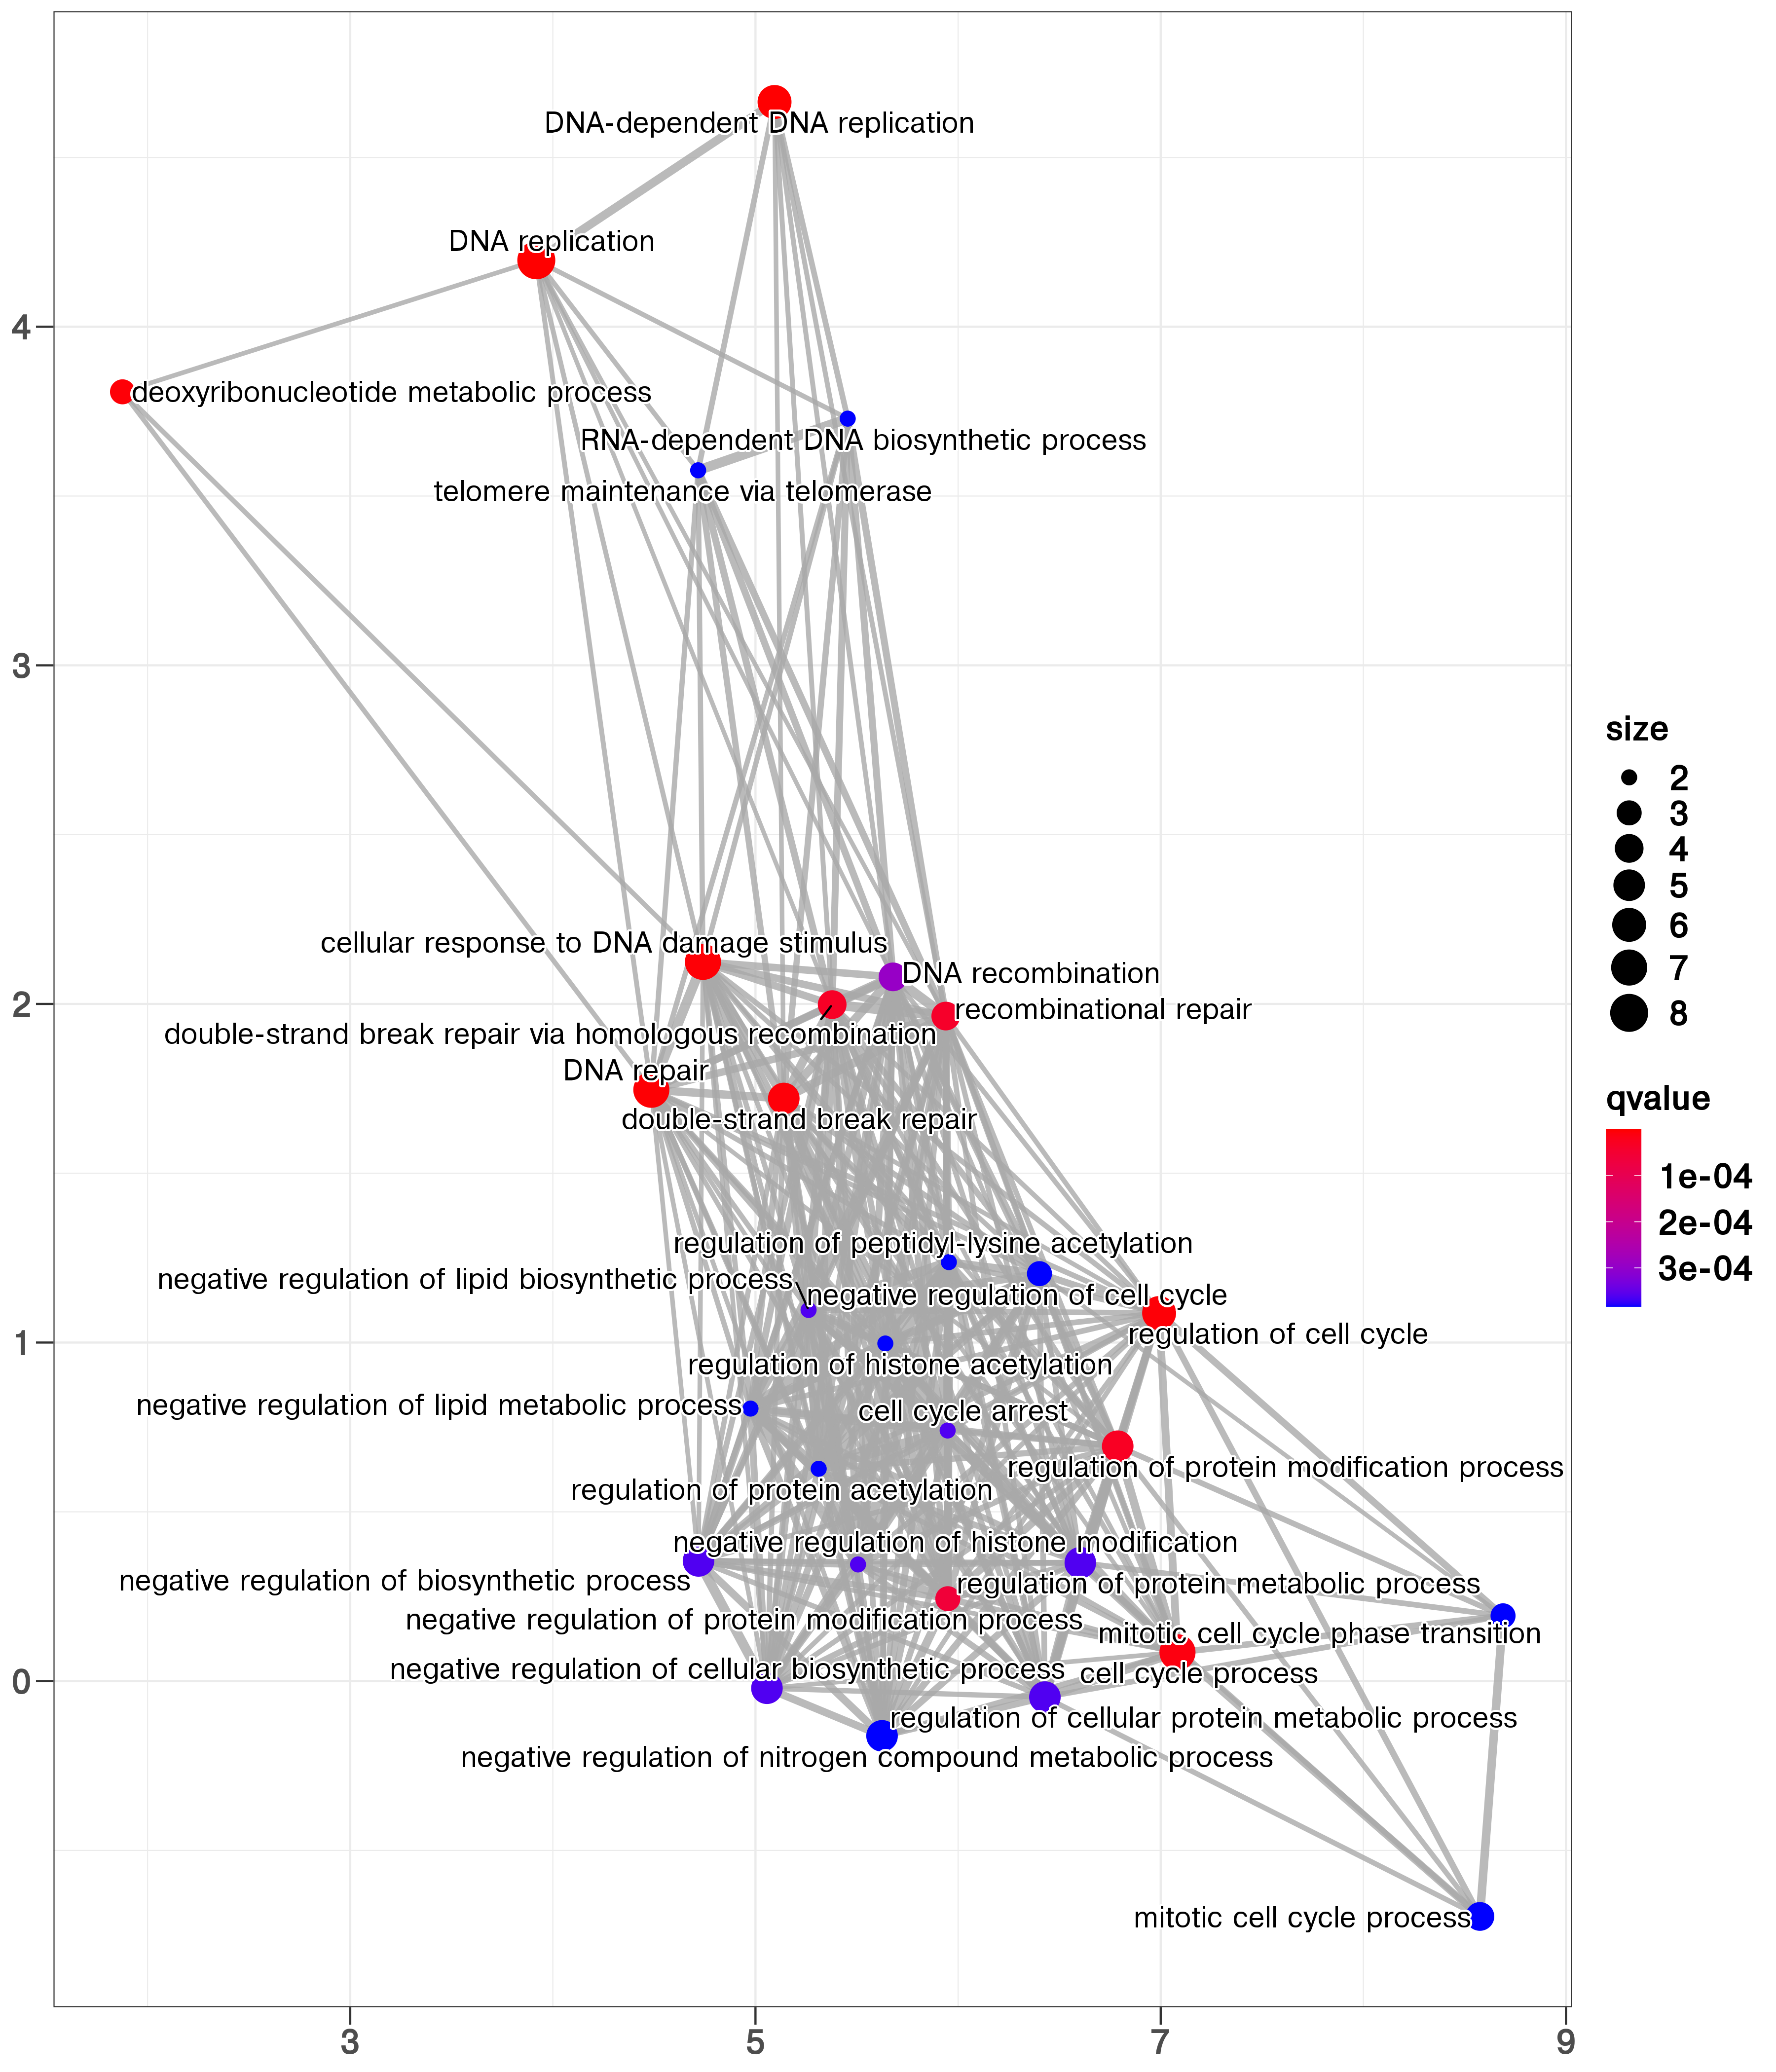 DNA-dependent DNA replication
DNA replication
4
deoxyribonucleotide metabolic process
RNA-dependent DNA biosynthetic process
telomere maintenance via telomerase
3
size
2
3
4
5
6
7
8
cellular response to DNA damage stimulus
DNA recombination
2
recombinational repair
double-strand break repair via homologous recombination
DNA repair
double-strand break repair
qvalue
1e-04
2e-04
3e-04
regulation of peptidyl-lysine acetylation
negative regulation of lipid biosynthetic process
negative regulation of cell cycle
1
regulation of cell cycle
regulation of histone acetylation
negative regulation of lipid metabolic process
cell cycle arrest
regulation of protein modification process
regulation of protein acetylation
negative regulation of histone modification
negative regulation of biosynthetic process
regulation of protein metabolic process
negative regulation of protein modification process
mitotic cell cycle phase transition
negative regulation of cellular biosynthetic process
cell cycle process
0
regulation of cellular protein metabolic process
negative regulation of nitrogen compound metabolic process
mitotic cell cycle process
3
5
7
9